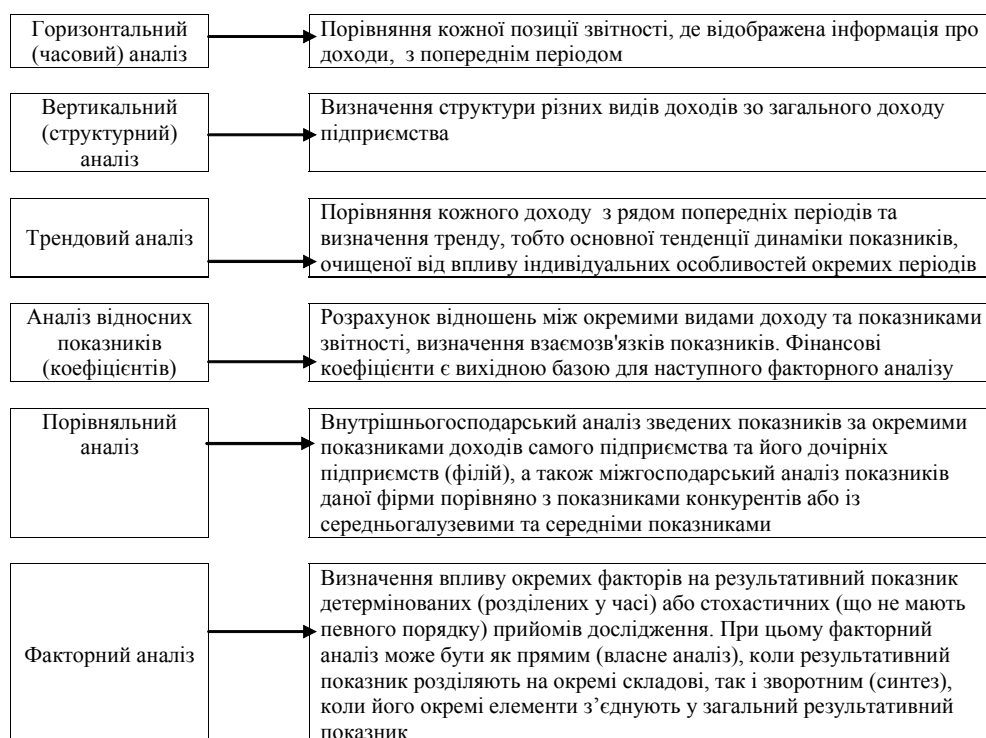 Горизонтальний
(часовий) аналіз
Порівняння кожної позиції звітності, де відображена інформація про
доходи, з попереднім періодом
Вертикальний
(структурний)
аналіз
Визначення структури різних видів доходів зо загального доходу
підприємства
Трендовий аналіз
Порівняння кожного доходу з рядом попередніх періодів та
визначення тренду, тобто основної тенденції динаміки показників,
очищеної від впливу індивідуальних особливостей окремих періодів
Аналіз відносних
показників
(коефіцієнтів)
Розрахунок відношень між окремими видами доходу та показниками
звітності, визначення взаємозв'язків показників. Фінансові
коефіцієнти є вихідною базою для наступного факторного аналізу
Порівняльний
аналіз
Внутрішньогосподарський аналіз зведених показників за окремими
показниками доходів самого підприємства та його дочірніх
підприємств (філій), а також міжгосподарський аналіз показників
даної фірми порівняно з показниками конкурентів або із
середньогалузевими та середніми показниками
Факторний аналіз
Визначення впливу окремих факторів на результативний показник
детермінованих (розділених у часі) або стохастичних (що не мають
певного порядку) прийомів дослідження. При цьому факторний
аналіз може бути як прямим (власне аналіз), коли результативний
показник розділяють на окремі складові, так і зворотним (синтез),
коли його окремі елементи з’єднують у загальний результативний
показник